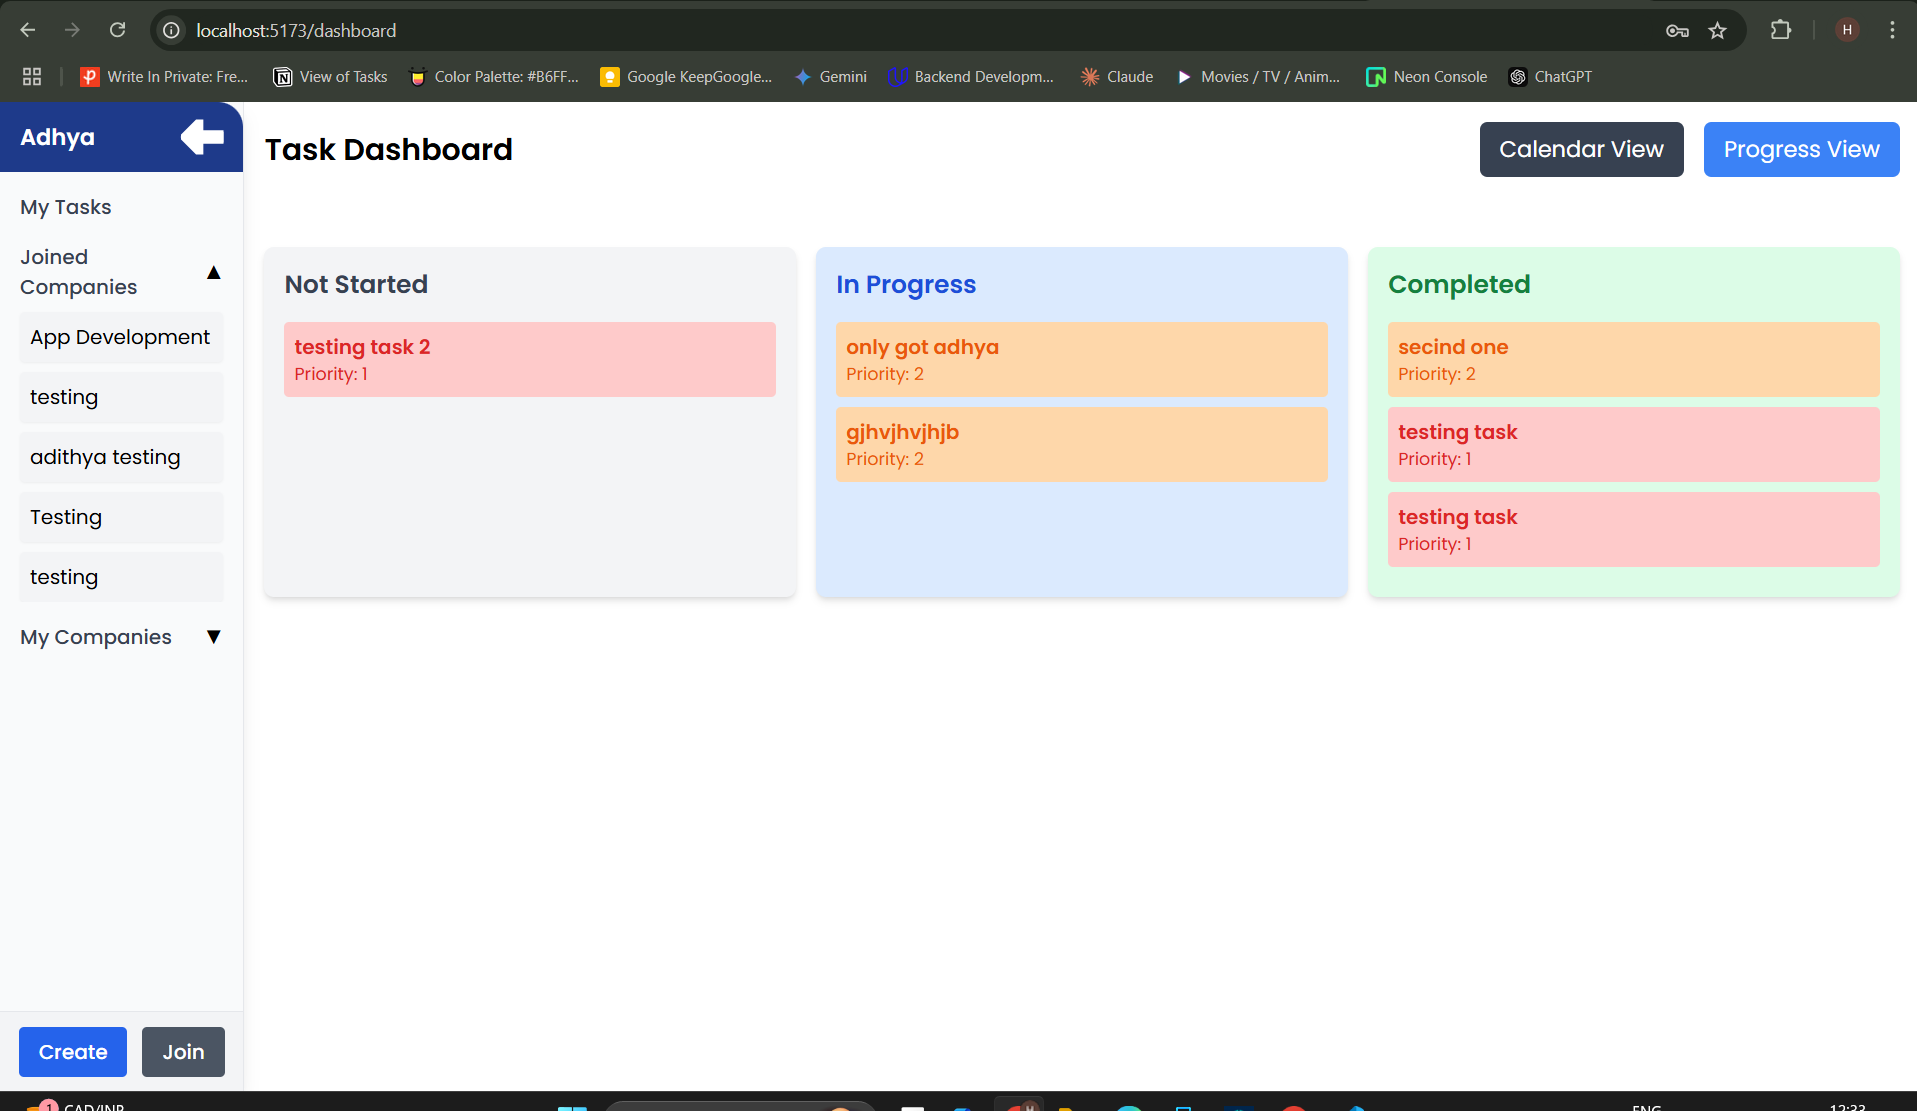 localhost:5173/dashboard
H
Write In Private: Fre...
View of Tasks
Color Palette: #B6FF...
Google KeepGoogle...
Gemini
Backend Developm...
Claude
Movies / TV / Anim...
Neon Console
ChatGPT
Adhya
My Tasks
Joined
Companies ▲
App Development
testing
adithya testing
Testing
testing
My Companies ▼
Create
Join
Task Dashboard
Calendar View
Progress View
Not Started
testing task 2
Priority: 1
In Progress
only got adhya
Priority: 2
gjhvjhvjhjb
Priority: 2
Completed
secind one
Priority: 2
testing task
Priority: 1
testing task
Priority: 1
1
CAD/INR
ENG
12:33